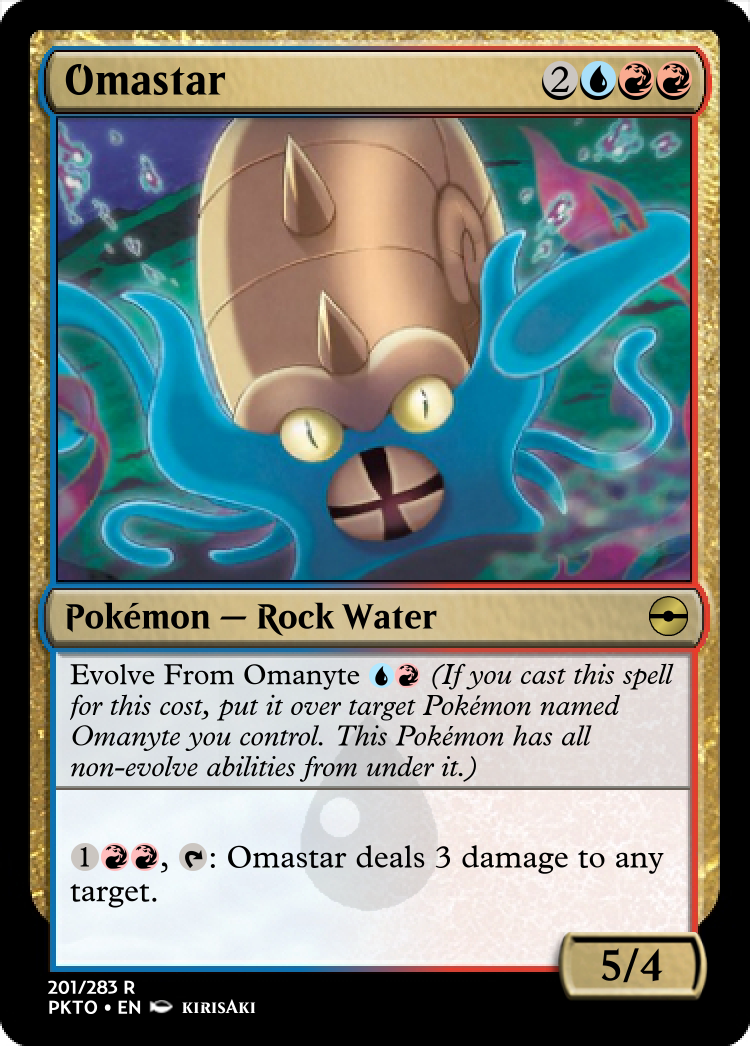 Omastar 2
Pokémon — Rock Water
Evolve From Omanyte (If you cast this spell
for this cost, put it over target Pokémon named
Omanyte you control. This Pokémon has all
non-evolve abilities from under it.)
1 , : Omastar deals 3 damage to any
target.
5/4
201/283 R
PKTO • EN KIRISAKI